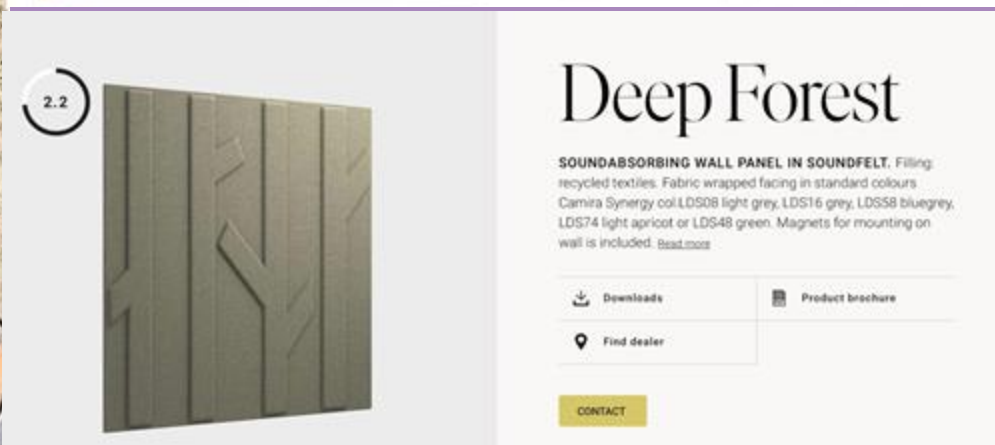 2.2
Deep Forest
SOUNDABSORBING WALL PANEL IN SOUNDFELT. Filling:
recycled textiles. Fabric wrapped facing in standard colours
Camira Synergy col.LDS08 light grey, LDS16 grey, LDS58 bluegrey,
LDS74 light apricot or LDS48 green. Magnets for mounting on
wall is included. Read more
Downloads
Product brochure
Find dealer
CONTACT